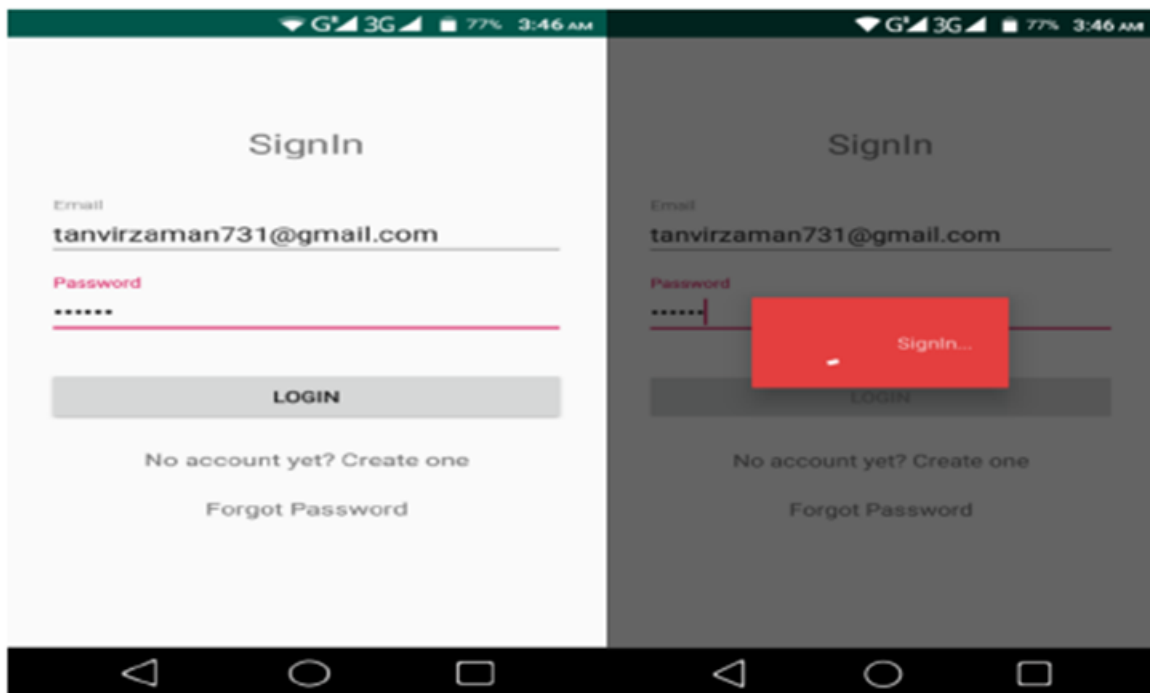 G 3G 77% 3:46 AM
SignIn
Email
tanvirzaman731@gmail.com
Password
••••••
LOGIN
No account yet? Create one
Forgot Password
G 3G 77% 3:46 AM
SignIn
Email
tanvirzaman731@gmail.com
Password
••••••
SignIn...
LOGIN
No account yet? Create one
Forgot Password